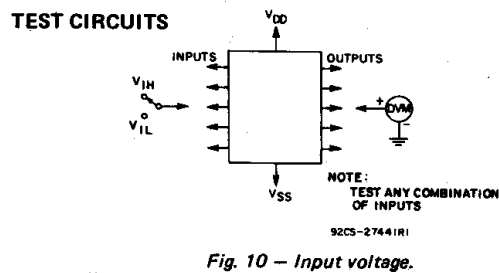 TEST CIRCUITS
VDD
INPUTS
OUTPUTS
VIH
VIL
+
DVM
-
VSS
NOTE:
TEST ANY COMBINATION
OF INPUTS
92CS-27441R1
Fig. 10 — Input voltage.